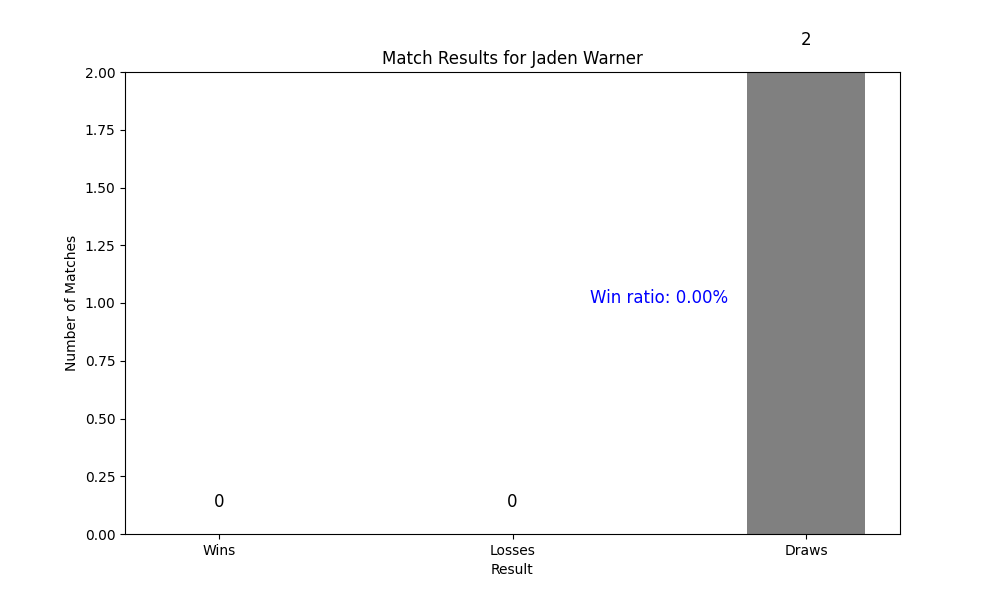 2
Match Results for Jaden Warner
2.00
1.75
1.50
1.25
1.00
0.75
0.50
0.25
0.00
Number of Matches
Win ratio: 0.00%
0
0
Wins
Losses
Draws
Result